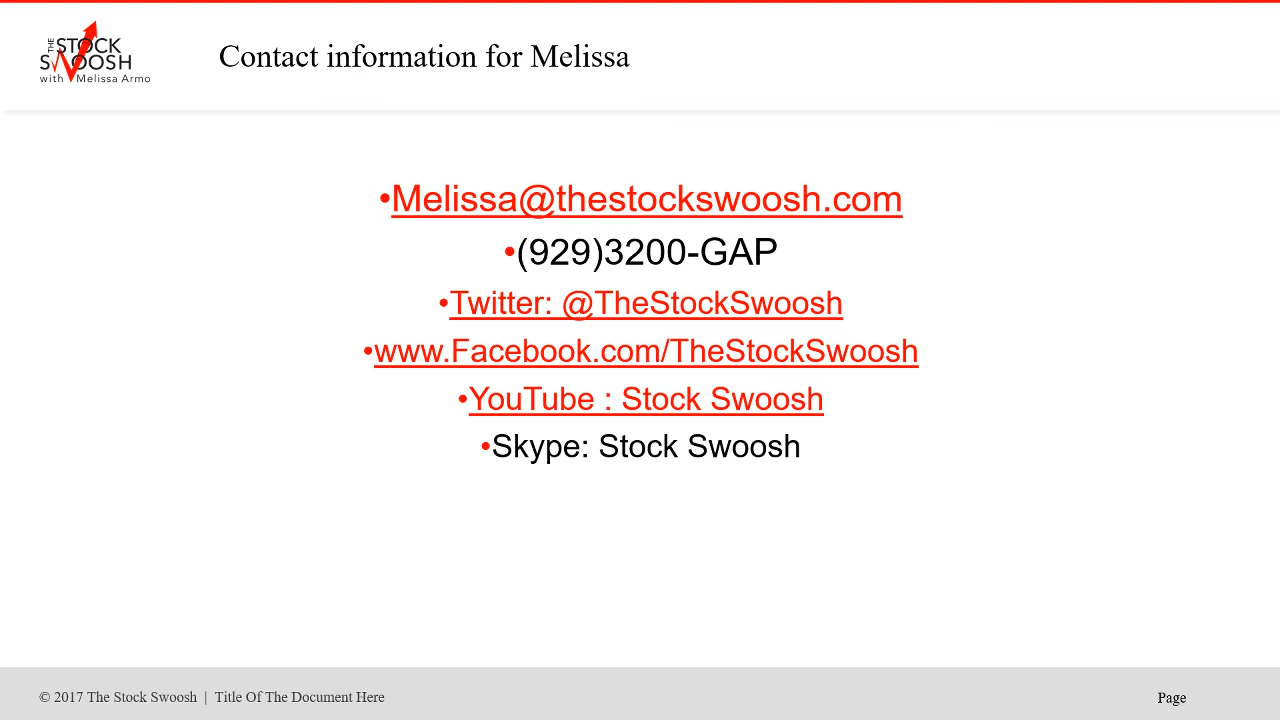 THE STOCK
SWOOSH
with Melissa Armo
Contact information for Melissa
•Melissa@thestockswoosh.com
•(929)3200-GAP
•Twitter: @TheStockSwoosh
•www.Facebook.com/TheStockSwoosh
•YouTube : Stock Swoosh
•Skype: Stock Swoosh
© 2017 The Stock Swoosh | Title Of The Document Here
Page